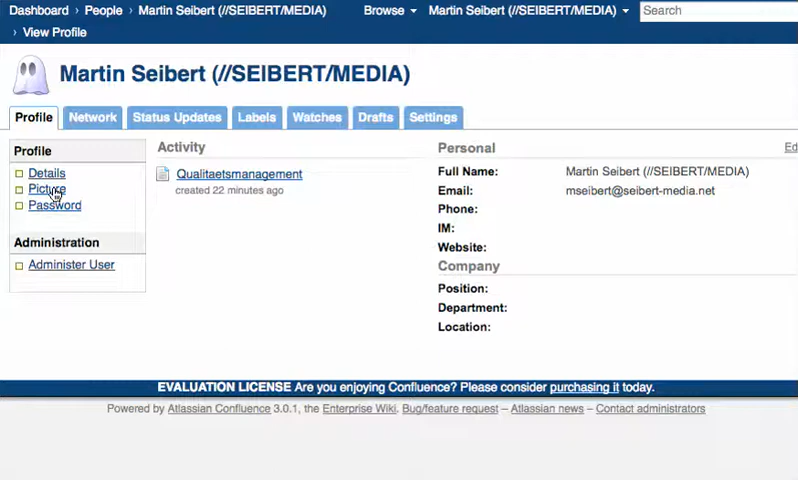 Dashboard > People > Martin Seibert (//SEIBERT/MEDIA) Browse Martin Seibert (//SEIBERT/MEDIA) Search
> View Profile
Martin Seibert (//SEIBERT/MEDIA)
Profile Network Status Updates Labels Watches Drafts Settings
Profile
Details
Picture
Password
Administration
Administer User
Activity
Qualitaetsmanagement
created 22 minutes ago
Personal Ed
Full Name: Martin Seibert (//SEIBERT/MEDIA)
Email: mseibert@seibert-media.net
Phone:
IM:
Website:
Company
Position:
Department:
Location:
EVALUATION LICENSE Are you enjoying Confluence? Please consider purchasing it today.
Powered by Atlassian Confluence 3.0.1, the Enterprise Wiki. Bug/feature request – Atlassian news – Contact administrators